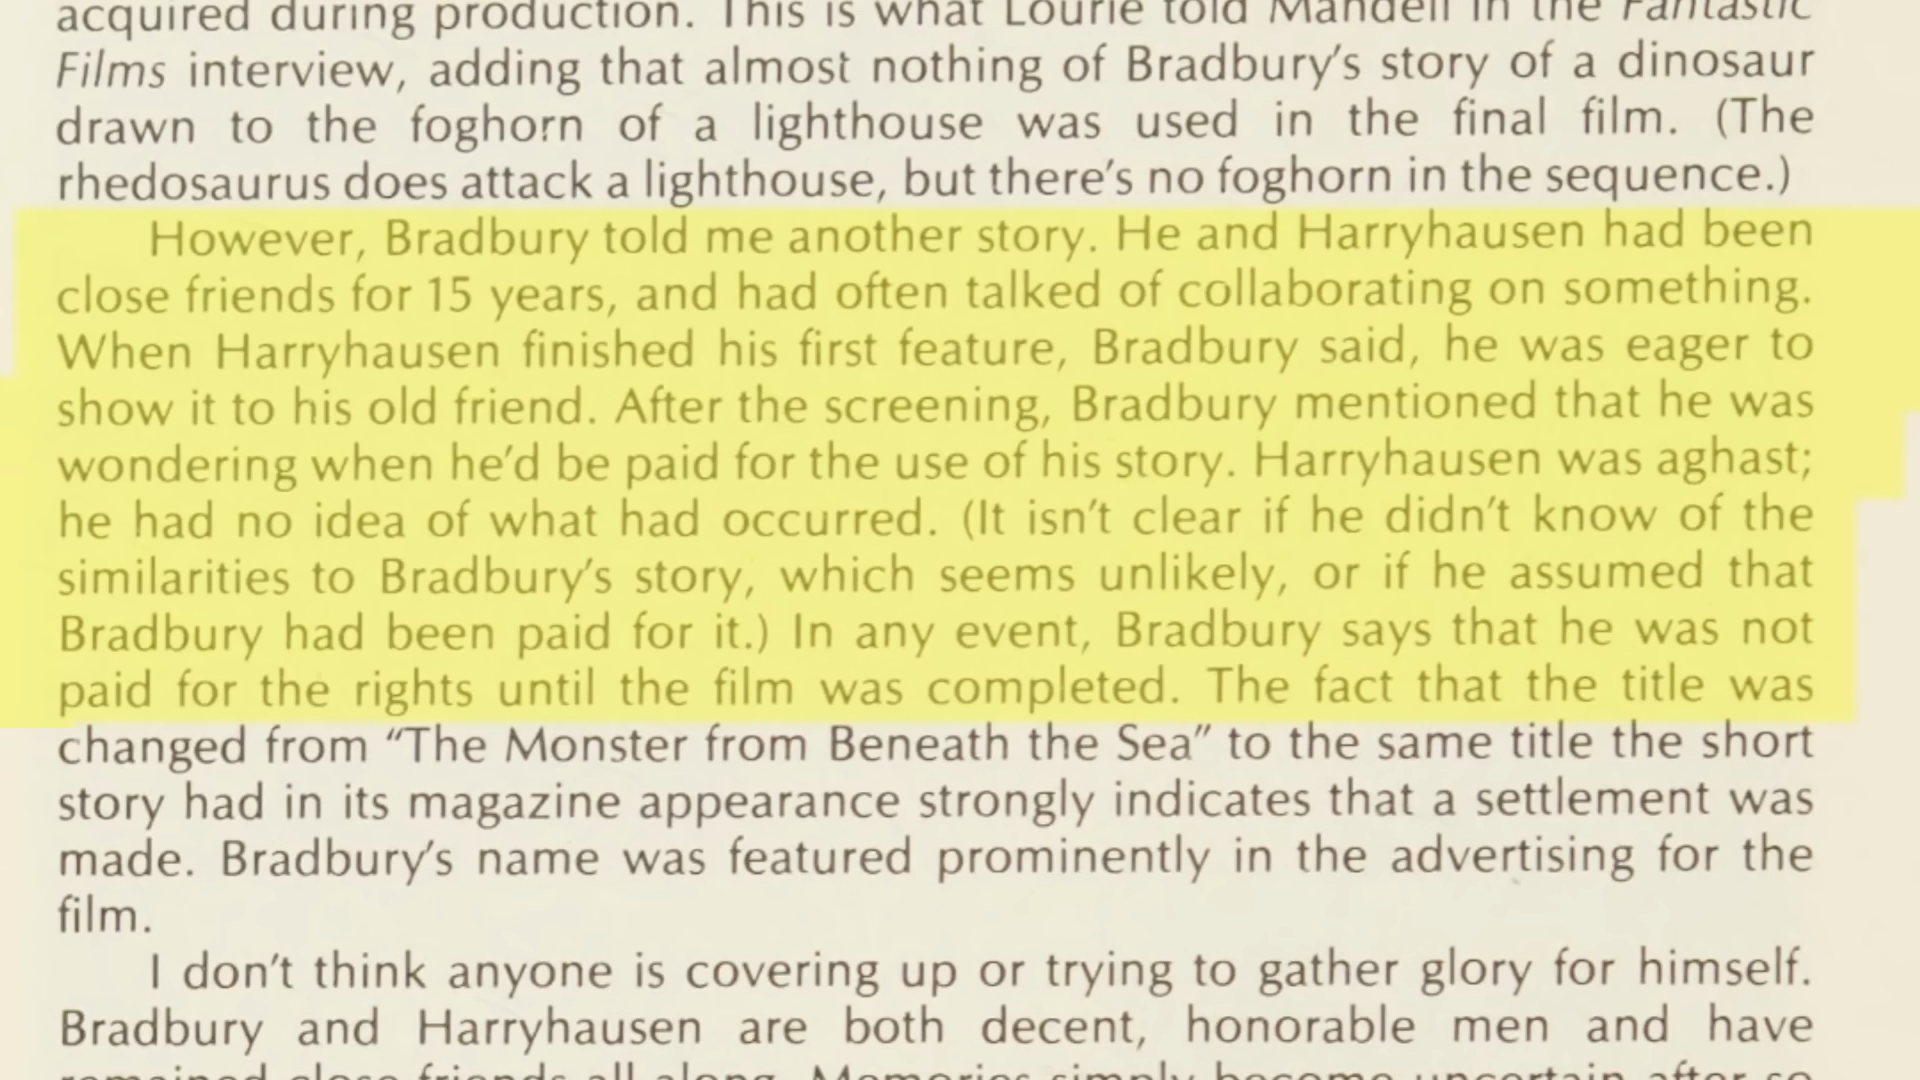 acquired during production. This is what Lourié told Mandell in the Fantastic
Films interview, adding that almost nothing of Bradbury's story of a dinosaur
drawn to the foghorn of a lighthouse was used in the final film. (The
rhedosaurus does attack a lighthouse, but there's no foghorn in the sequence.)
However, Bradbury told me another story. He and Harryhausen had been
close friends for 15 years, and had often talked of collaborating on something.
When Harryhausen finished his first feature, Bradbury said, he was eager to
show it to his old friend. After the screening, Bradbury mentioned that he was
wondering when he'd be paid for the use of his story. Harryhausen was aghast;
he had no idea of what had occurred. (It isn't clear if he didn't know of the
similarities to Bradbury's story, which seems unlikely, or if he assumed that
Bradbury had been paid for it.) In any event, Bradbury says that he was not
paid for the rights until the film was completed. The fact that the title was
changed from “The Monster from Beneath the Sea” to the same title the short
story had in its magazine appearance strongly indicates that a settlement was
made. Bradbury's name was featured prominently in the advertising for the
film.
I don't think anyone is covering up or trying to gather glory for himself.
Bradbury and Harryhausen are both decent, honorable men and have
remained close friends all along. Memories simply become uncertain after so